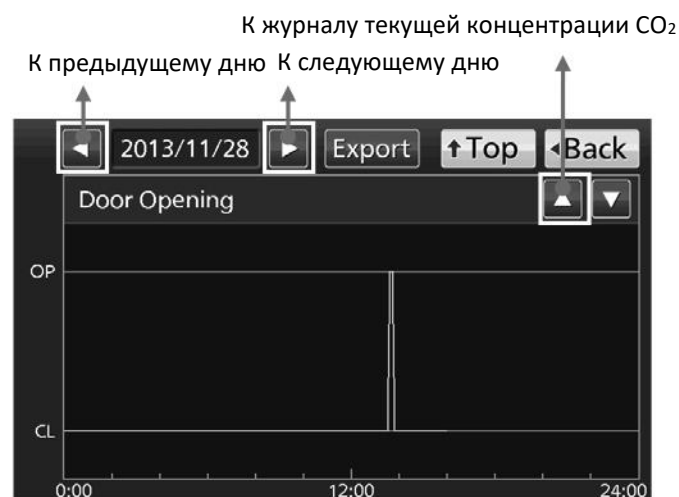 К журналу текущей концентрации CO₂
К предыдущему дню К следующему дню
2013/11/28 Export ↑Top ◂Back
Door Opening
OP
CL
0:00 12:00 24:00